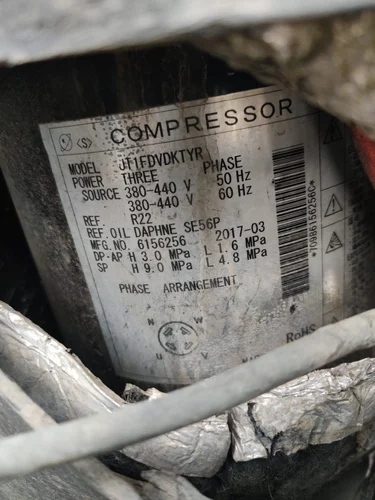 COMPRESSOR
MODEL JT1FDVDKTYR
POWER THREE PHASE
SOURCE 380-440 V 50 Hz
380-440 V 60 Hz
REF. R22
REF.OIL DAPHNE SE56P
MFG.NO. 6156256 2017-03
DP·AP H 3.0 MPa L 1.6 MPa
SP H 9.0 MPa L 4.8 MPa
PHASE ARRANGEMENT
N W
U V
RoHS
*70986156256C*